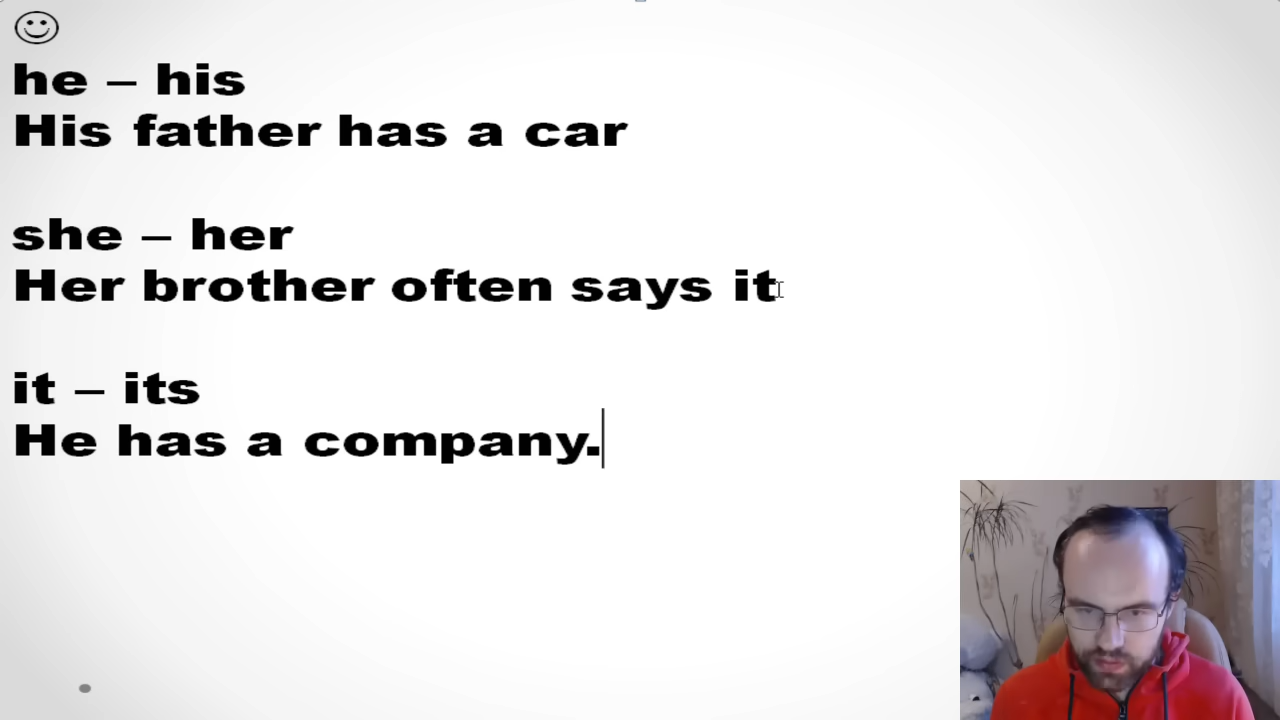 he – his
His father has a car
she – her
Her brother often says it
it – its
He has a company.